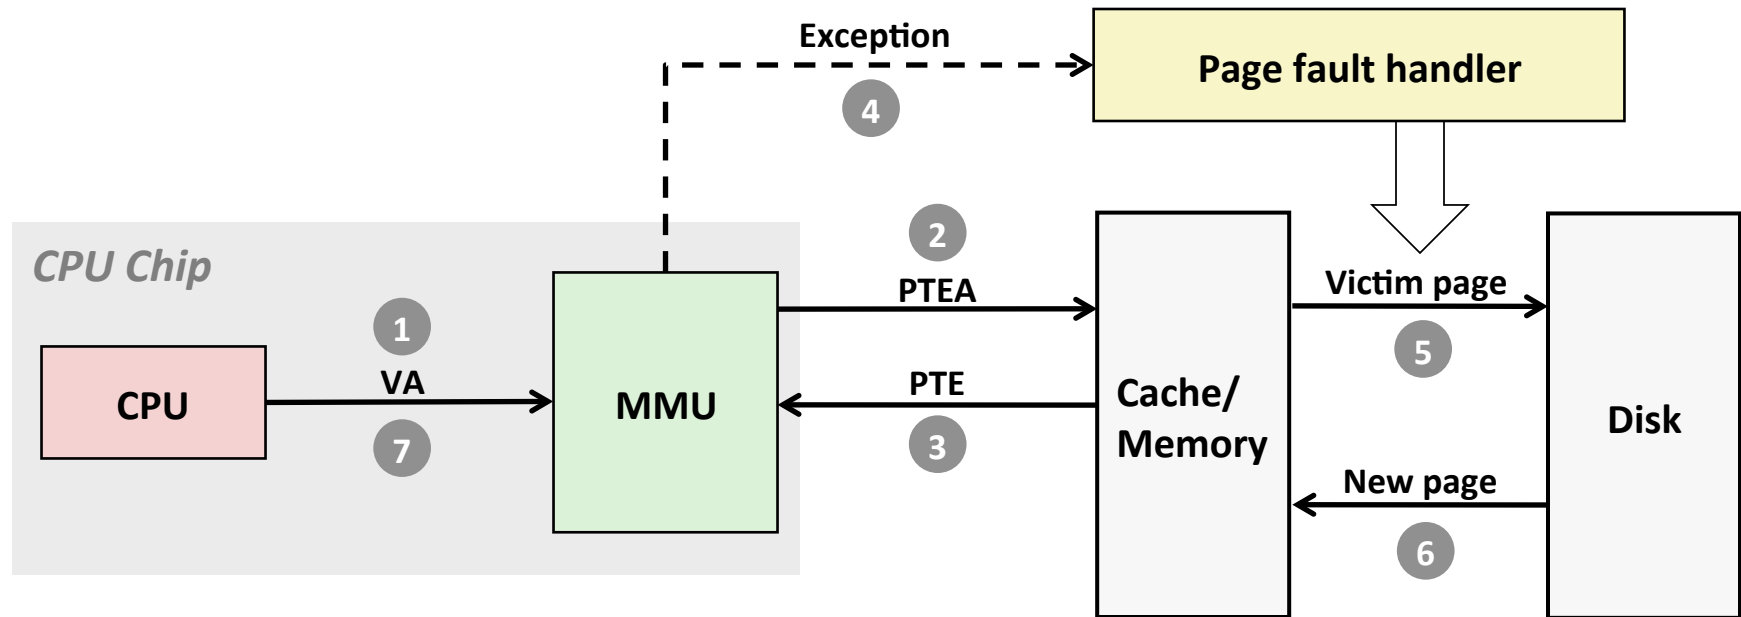 Exception
Page fault handler
4
2
CPU Chip
PTEA
Victim page
1
5
VA
PTE
CPU
MMU
Cache/
Memory
Disk
7
3
New page
6